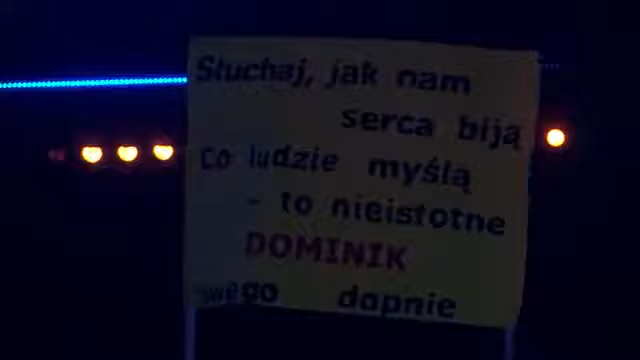 Słuchaj, jak nam
serca biją
co ludzie myślą
- to nieistotne
DOMINIK
swego dopnie